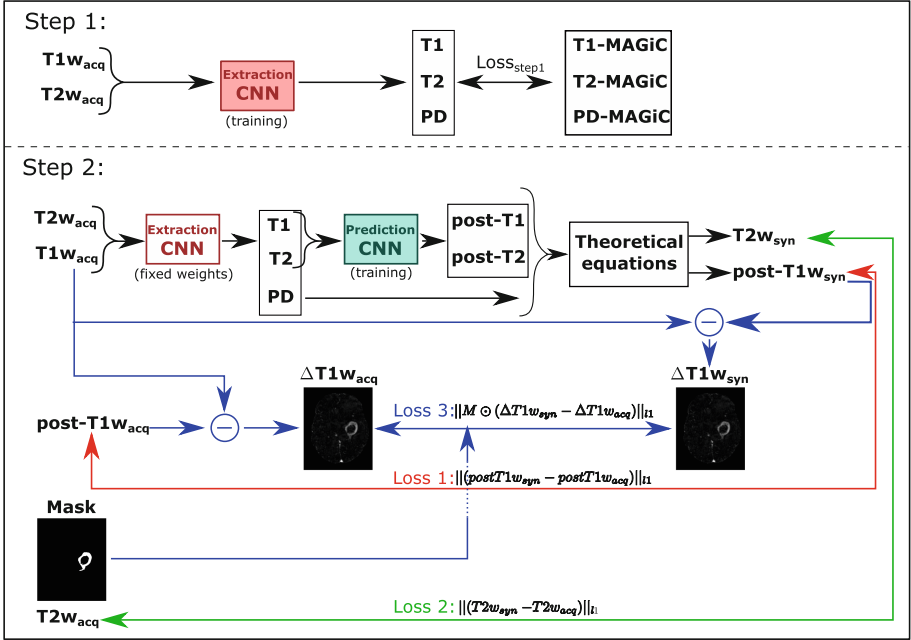 Step 1:
T1w_acq
T2w_acq
Extraction
CNN
(training)
T1
T2
PD
Loss_step1
T1-MAGiC
T2-MAGiC
PD-MAGiC
Step 2:
T2w_acq
T1w_acq
Extraction
CNN
(fixed weights)
T1
T2
PD
Prediction
CNN
(training)
post-T1
post-T2
Theoretical
equations
T2w_syn
post-T1w_syn
−
ΔT1w_acq
ΔT1w_syn
post-T1w_acq
−
Loss 3: ||M ⊙ (ΔT1w_syn − ΔT1w_acq)||_l1
Loss 1: ||(postT1w_syn − postT1w_acq)||_l1
Mask
T2w_acq
Loss 2: ||(T2w_syn − T2w_acq)||_l1